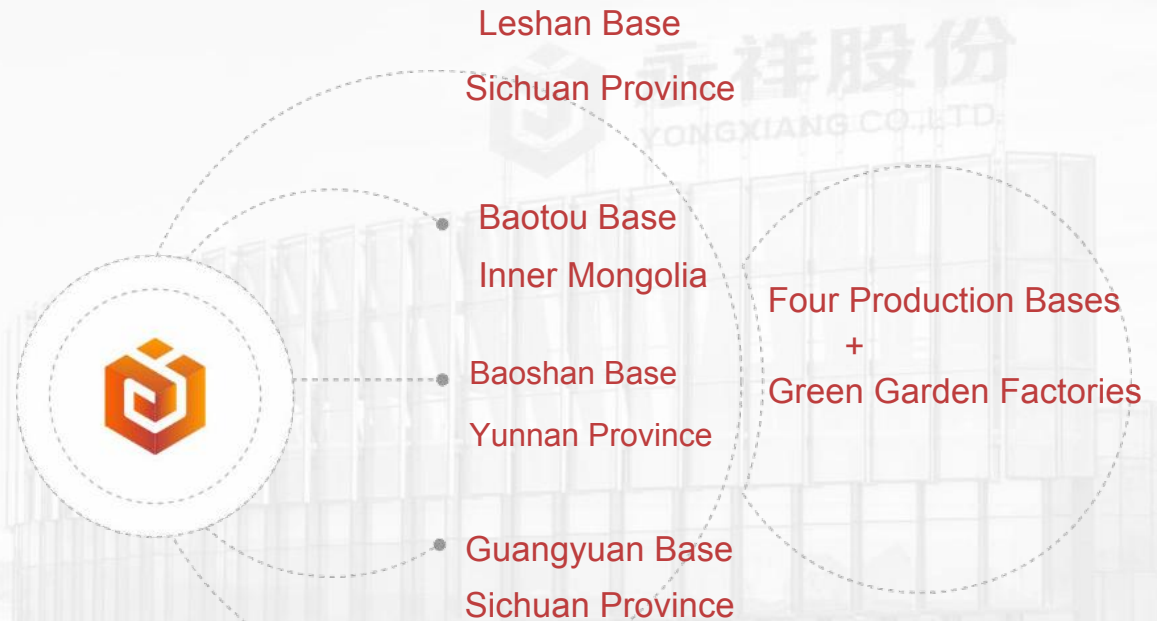 Leshan Base
永祥股份
Sichuan Province
YONGXIANG CO.,LTD.
Baotou Base
Inner Mongolia
Four Production Bases
+
Green Garden Factories
Baoshan Base
Yunnan Province
Guangyuan Base
Sichuan Province